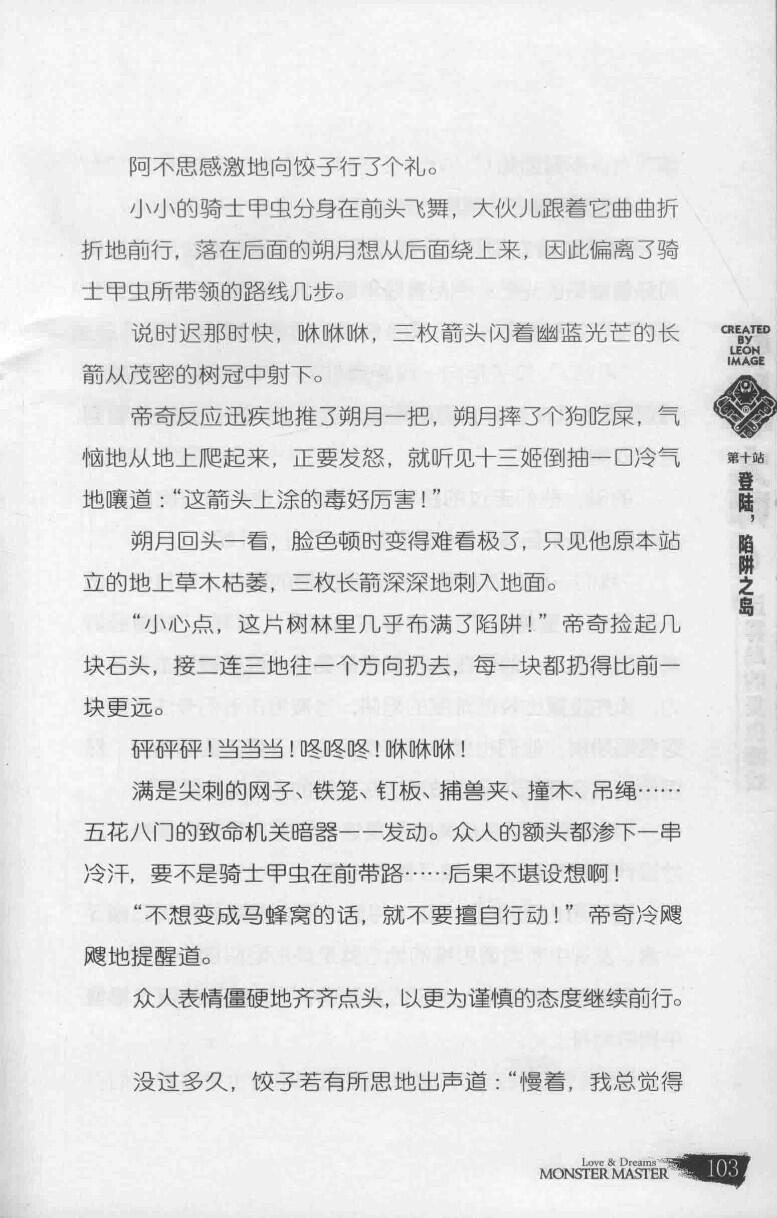 阿不思感激地向饺子行了个礼。
小小的骑士甲虫分身在前头飞舞，大伙儿跟着它曲曲折
折地前行，落在后面的朔月想从后面绕上来，因此偏离了骑
士甲虫所带领的路线几步。
说时迟那时快，咻咻咻，三枚箭头闪着幽蓝光芒的长
箭从茂密的树冠中射下。
帝奇反应迅疾地推了朔月一把，朔月摔了个狗吃屎，气
恼地从地上爬起来，正要发怒，就听见十三姬倒抽一口冷气
地嚷道：“这箭头上涂的毒好厉害！”
朔月回头一看，脸色顿时变得难看极了，只见他原本站
立的地上草木枯萎，三枚长箭深深地刺入地面。
“小心点，这片树林里几乎布满了陷阱！”帝奇捡起几
块石头，接二连三地往一个方向扔去，每一块都扔得比前一
块更远。
砰砰砰！当当当！咚咚咚！咻咻咻！
满是尖刺的网子、铁笼、钉板、捕兽夹、撞木、吊绳……
五花八门的致命机关暗器一一发动。众人的额头都渗下一串
冷汗，要不是骑士甲虫在前带路……后果不堪设想啊！
“不想变成马蜂窝的话，就不要擅自行动！”帝奇冷飕
飕地提醒道。
众人表情僵硬地齐齐点头，以更为谨慎的态度继续前行。
没过多久，饺子若有所思地出声道：“慢着，我总觉得
CREATED
BY
LEON
IMAGE
第十站
登陆，陷阱之岛
Love & Dreams
MONSTER MASTER
103